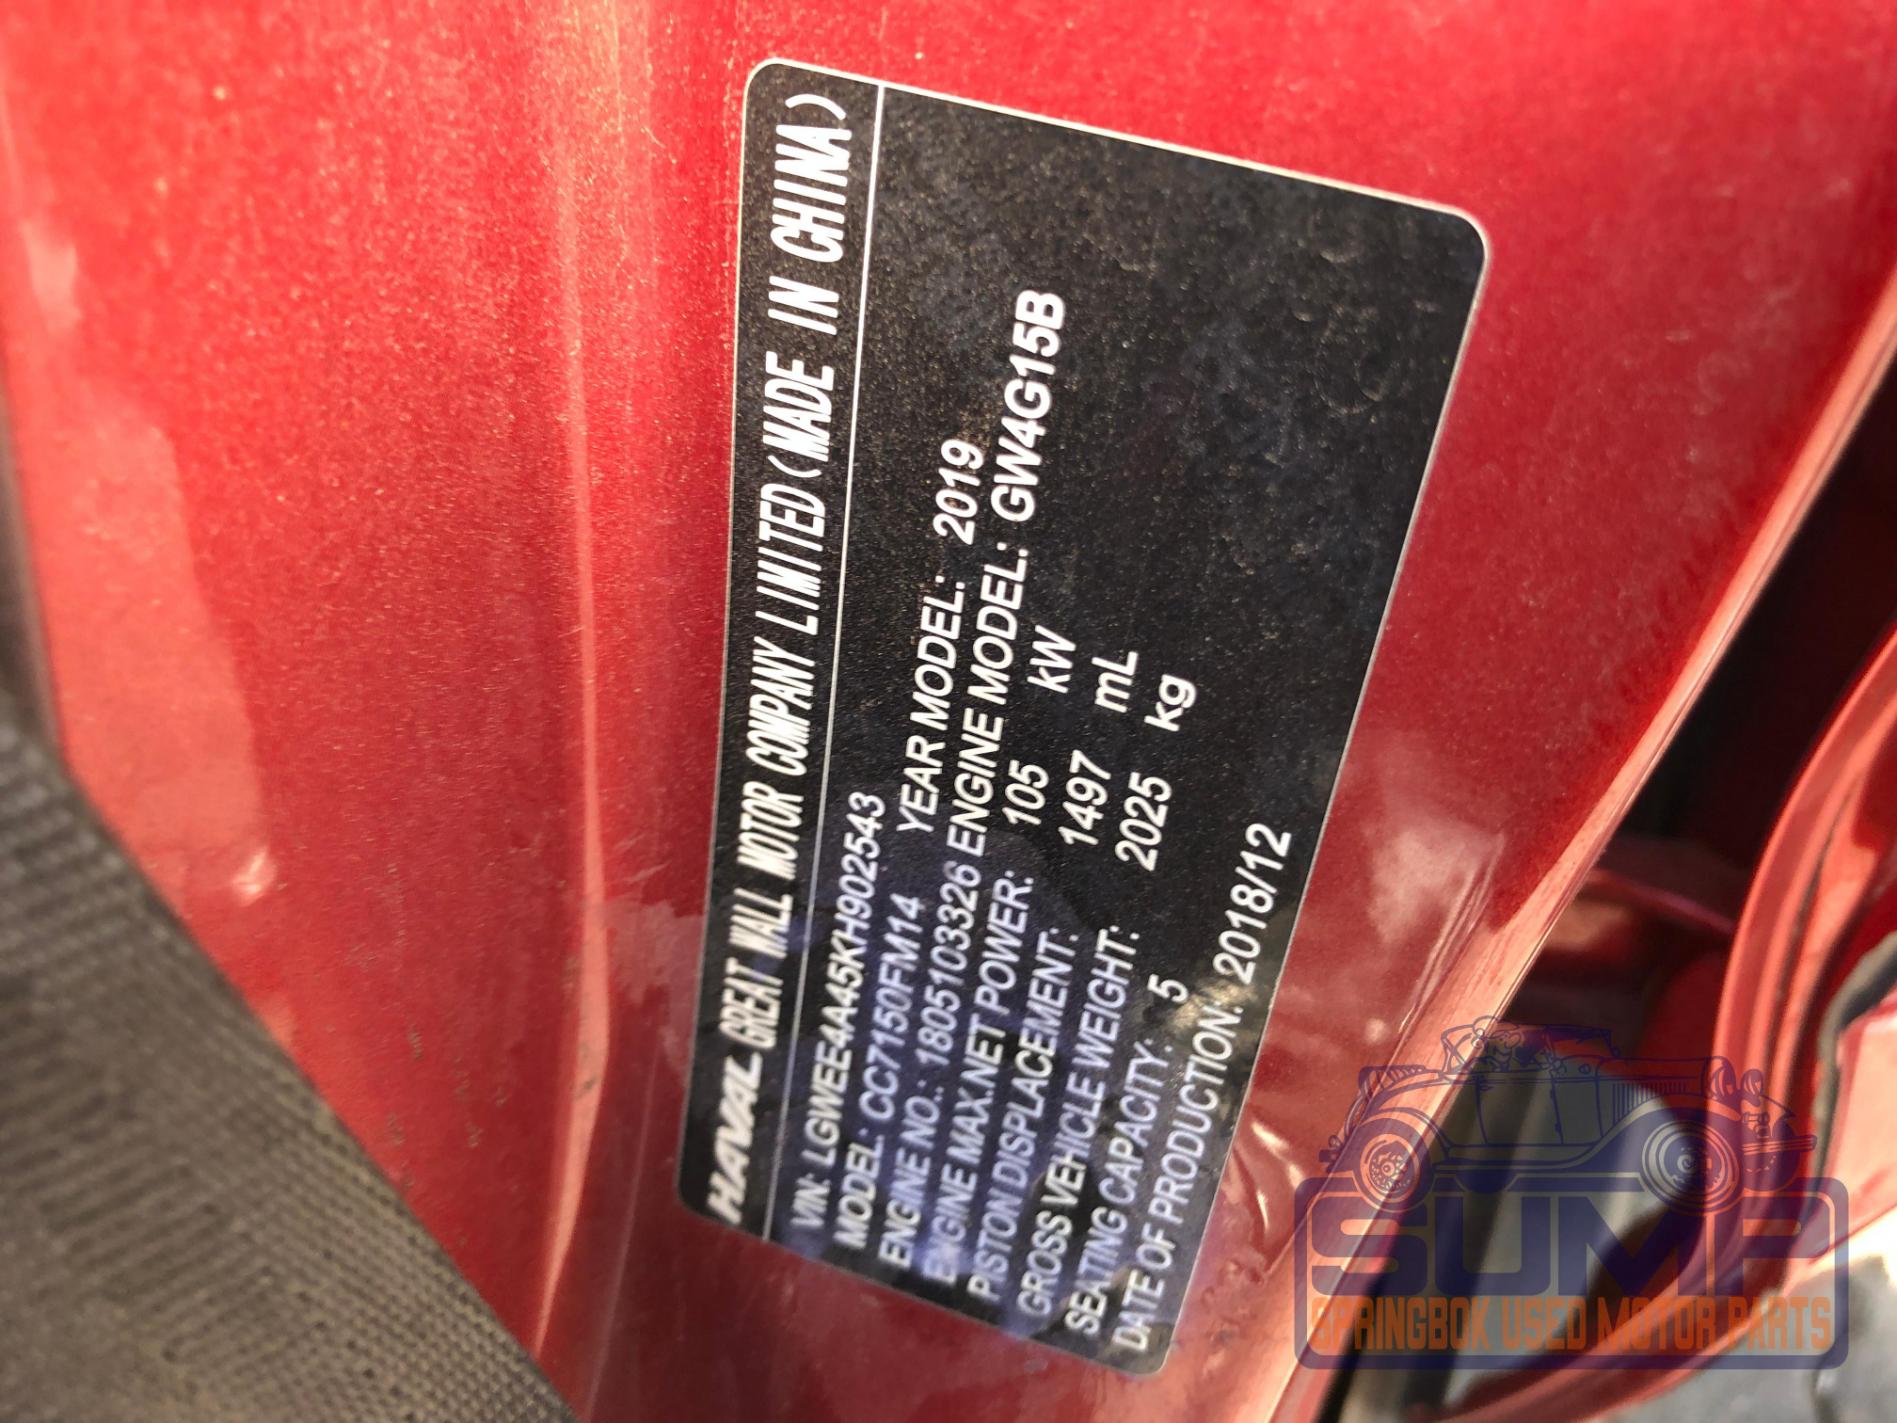 HAVAL GREAT WALL MOTOR COMPANY LIMITED(MADE IN CHINA)
VIN: LGWEE4A45KH902543
MODEL: CC7150FM14 YEAR MODEL: 2019
ENGINE NO.: 1805103326 ENGINE MODEL: GW4G15B
ENGINE MAX.NET POWER: 105 kW
PISTON DISPLACEMENT: 1497 mL
GROSS VEHICLE WEIGHT: 2025 kg
SEATING CAPACITY: 5
DATE OF PRODUCTION: 2018/12
SUMP
SPRINGBOK USED MOTOR PARTS